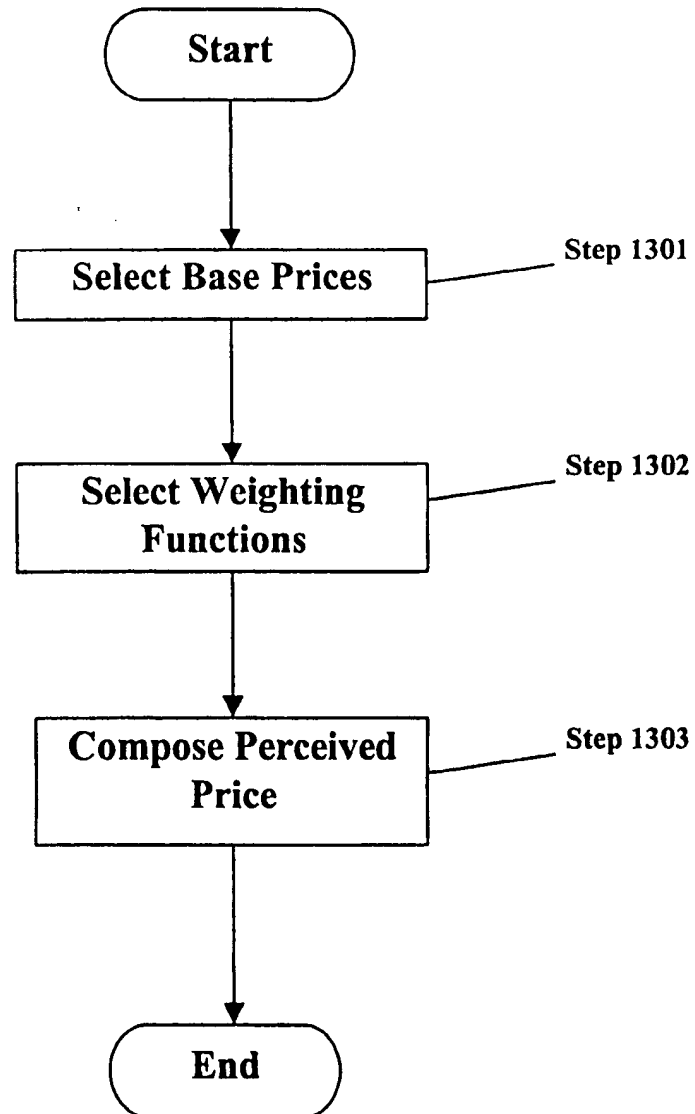 Start
Select Base Prices
Step 1301
Select Weighting
Functions
Step 1302
Compose Perceived
Price
Step 1303
End